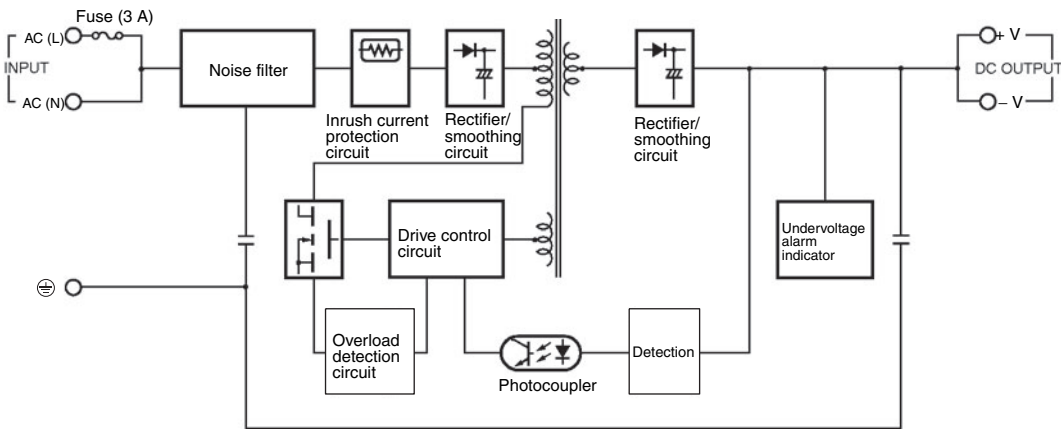 Fuse (3 A)
AC (L)
INPUT
AC (N)
Noise filter
Inrush current
protection
circuit
Rectifier/
smoothing
circuit
Rectifier/
smoothing
circuit
+ V
DC OUTPUT
– V
Drive control
circuit
Undervoltage
alarm
indicator
Overload
detection
circuit
Photocoupler
Detection